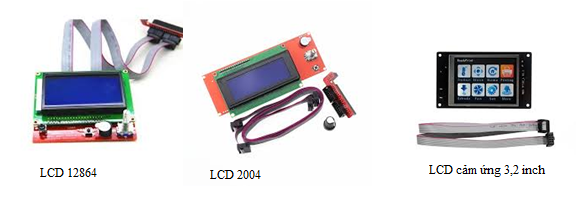 LCD 12864
LCD 2004
LCD cảm ứng 3,2 inch